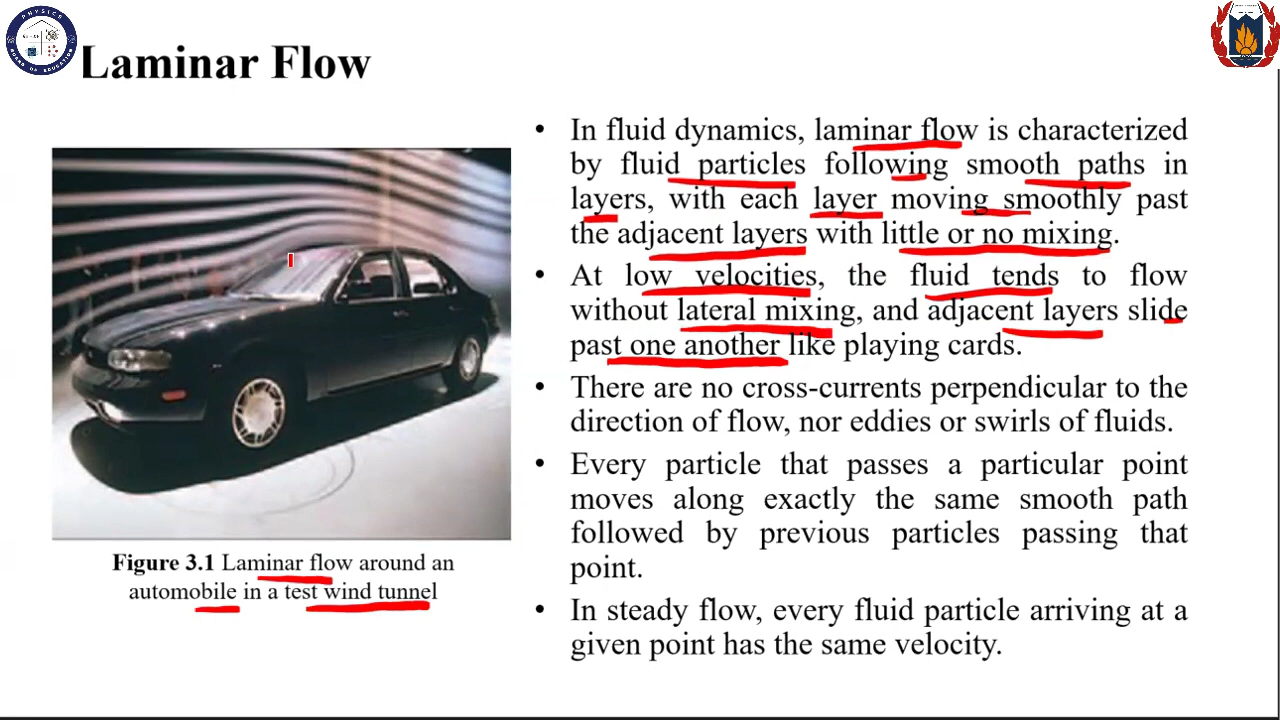 PHYSICS
BOARD OF EDUCATION
Laminar Flow
• In fluid dynamics, laminar flow is characterized
by fluid particles following smooth paths in
layers, with each layer moving smoothly past
the adjacent layers with little or no mixing.
• At low velocities, the fluid tends to flow
without lateral mixing, and adjacent layers slide
past one another like playing cards.
• There are no cross-currents perpendicular to the
direction of flow, nor eddies or swirls of fluids.
• Every particle that passes a particular point
moves along exactly the same smooth path
followed by previous particles passing that
point.
• In steady flow, every fluid particle arriving at a
given point has the same velocity.
Figure 3.1 Laminar flow around an
automobile in a test wind tunnel